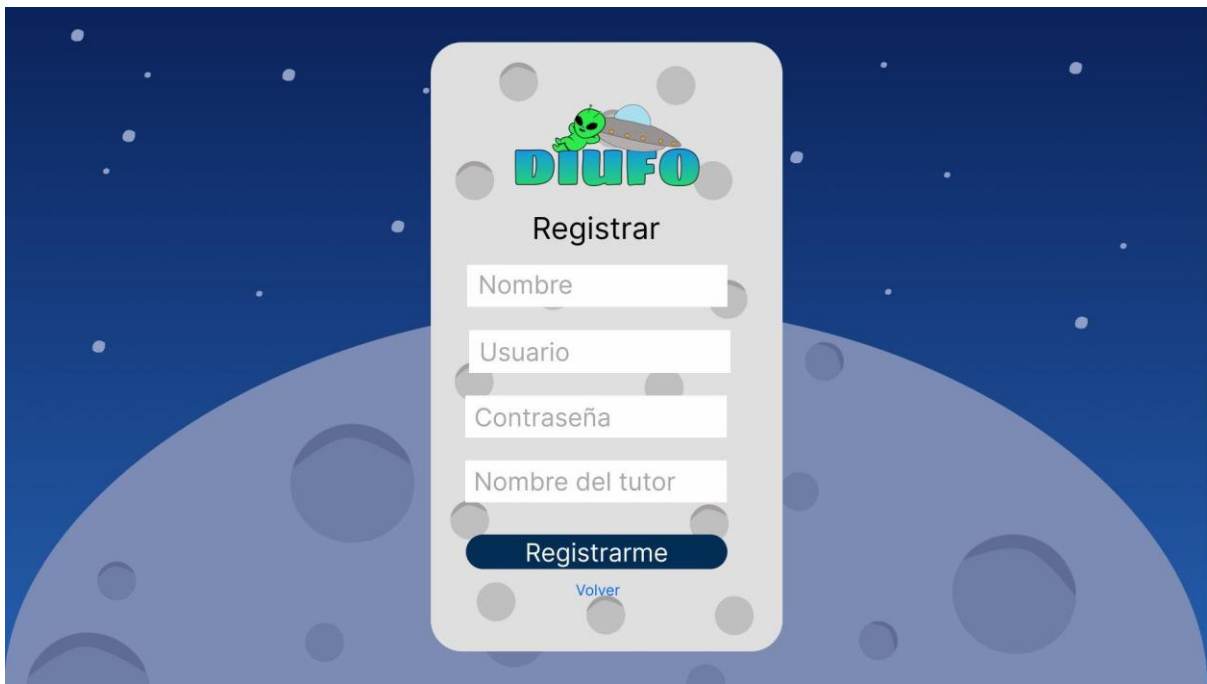 DIUFO
Registrar
Nombre
Usuario
Contraseña
Nombre del tutor
Registrarme
Volver